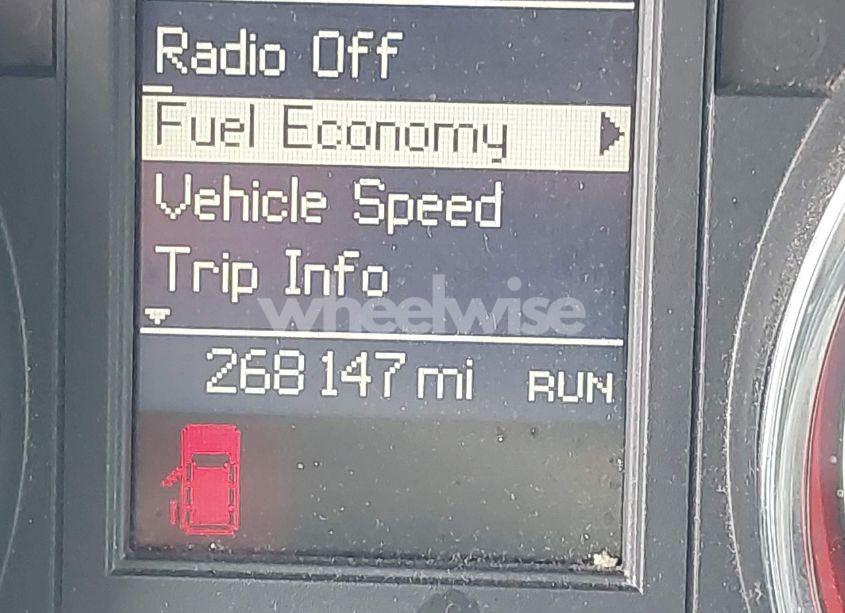 Radio Off
Fuel Economy
Vehicle Speed
Trip Info
wheelwise
268147 mi RUN